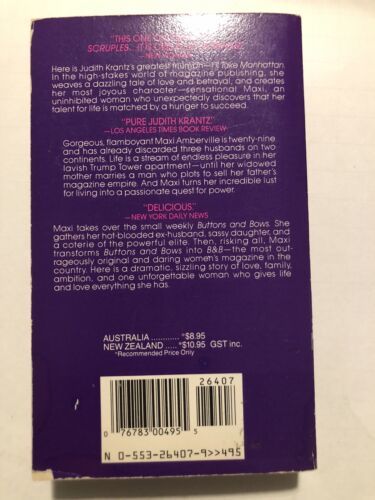 "THIS ONE
SCRUPLES... IT IS
Here is Judith Krantz's greatest triumph—I'll Take Manhattan.
In the high-stakes world of magazine publishing, she
weaves a dazzling tale of love and betrayal, and creates
her most joyous character—sensational Maxi, an
uninhibited woman who unexpectedly discovers that her
talent for life is matched by a hunger to succeed.
"PURE JUDITH KRANTZ"
—LOS ANGELES TIMES BOOK REVIEW
Gorgeous, flamboyant Maxi Amberville is twenty-nine
and has already discarded three husbands on two
continents. Life is a stream of endless pleasure in her
lavish Trump Tower apartment—until her widowed
mother marries a man who plots to sell her father's
magazine empire. And Maxi turns her incredible lust
for living into a passionate quest for power.
"DELICIOUS."
—NEW YORK DAILY NEWS
Maxi takes over the small weekly Buttons and Bows. She
gathers her hot-blooded ex-husband, sassy daughter, and
a coterie of the powerful elite. Then, risking all, Maxi
transforms Buttons and Bows into B&B—the most out-
rageously original and daring women's magazine in the
country. Here is a dramatic, sizzling story of love, family,
ambition, and one unforgettable woman who gives life
and love everything she has.
AUSTRALIA ............ *$8.95
NEW ZEALAND ..... *$10.95 GST inc.
*Recommended Price Only
26407
0 76783 00495 5
N 0-553-26407-9>>495